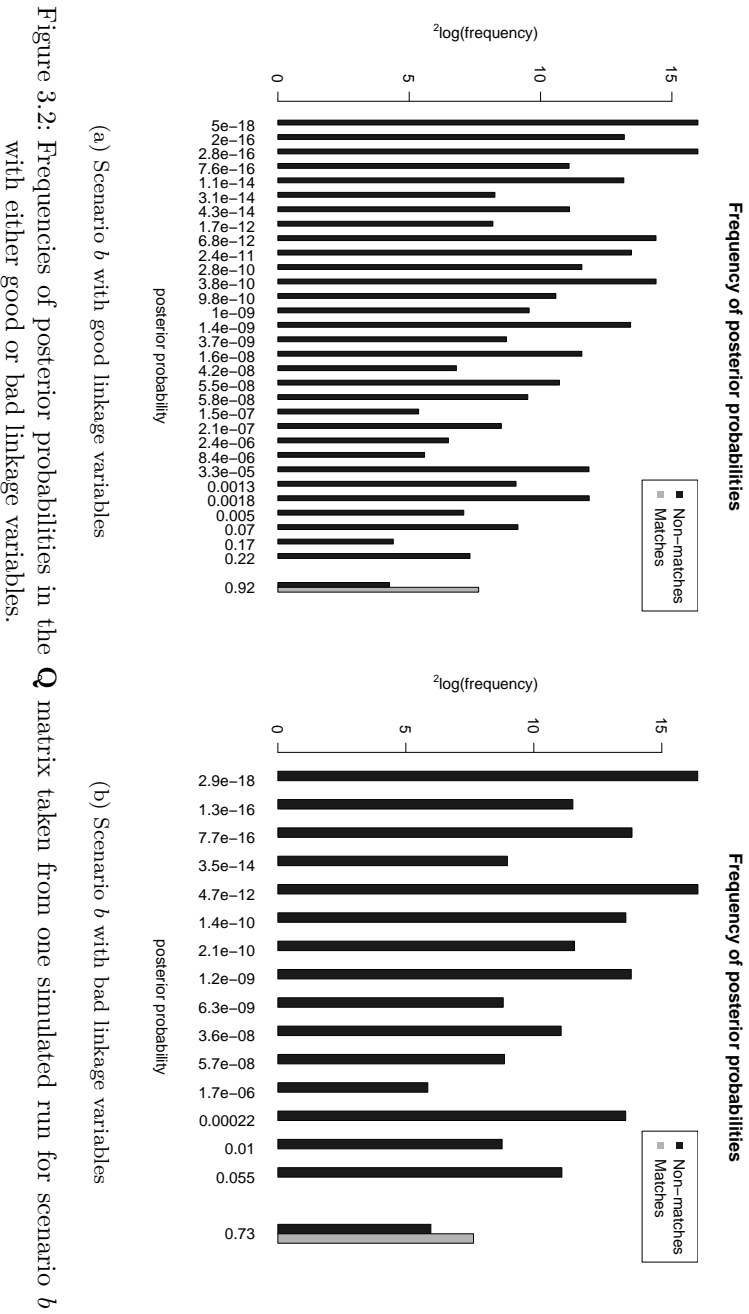 Frequency of posterior probabilities
²log(frequency)
0
5
10
15
Non−matches
Matches
5e−18
2e−16
2.8e−16
7.6e−16
1.1e−14
3.1e−14
4.3e−14
1.7e−12
6.8e−12
2.4e−11
2.8e−10
3.8e−10
9.8e−10
1e−09
1.4e−09
3.7e−09
1.6e−08
4.2e−08
5.5e−08
5.8e−08
1.5e−07
2.1e−07
2.4e−06
8.4e−06
3.3e−05
0.0013
0.0018
0.005
0.07
0.17
0.22
0.92
posterior probability
(a) Scenario b with good linkage variables
Frequency of posterior probabilities
²log(frequency)
0
5
10
15
Non−matches
Matches
2.9e−18
1.3e−16
7.7e−16
3.5e−14
4.7e−12
1.4e−10
2.1e−10
1.2e−09
6.3e−09
3.6e−08
5.7e−08
1.7e−06
0.00022
0.01
0.055
0.73
posterior probability
(b) Scenario b with bad linkage variables
Figure 3.2: Frequencies of posterior probabilities in the Q matrix taken from one simulated run for scenario b
with either good or bad linkage variables.